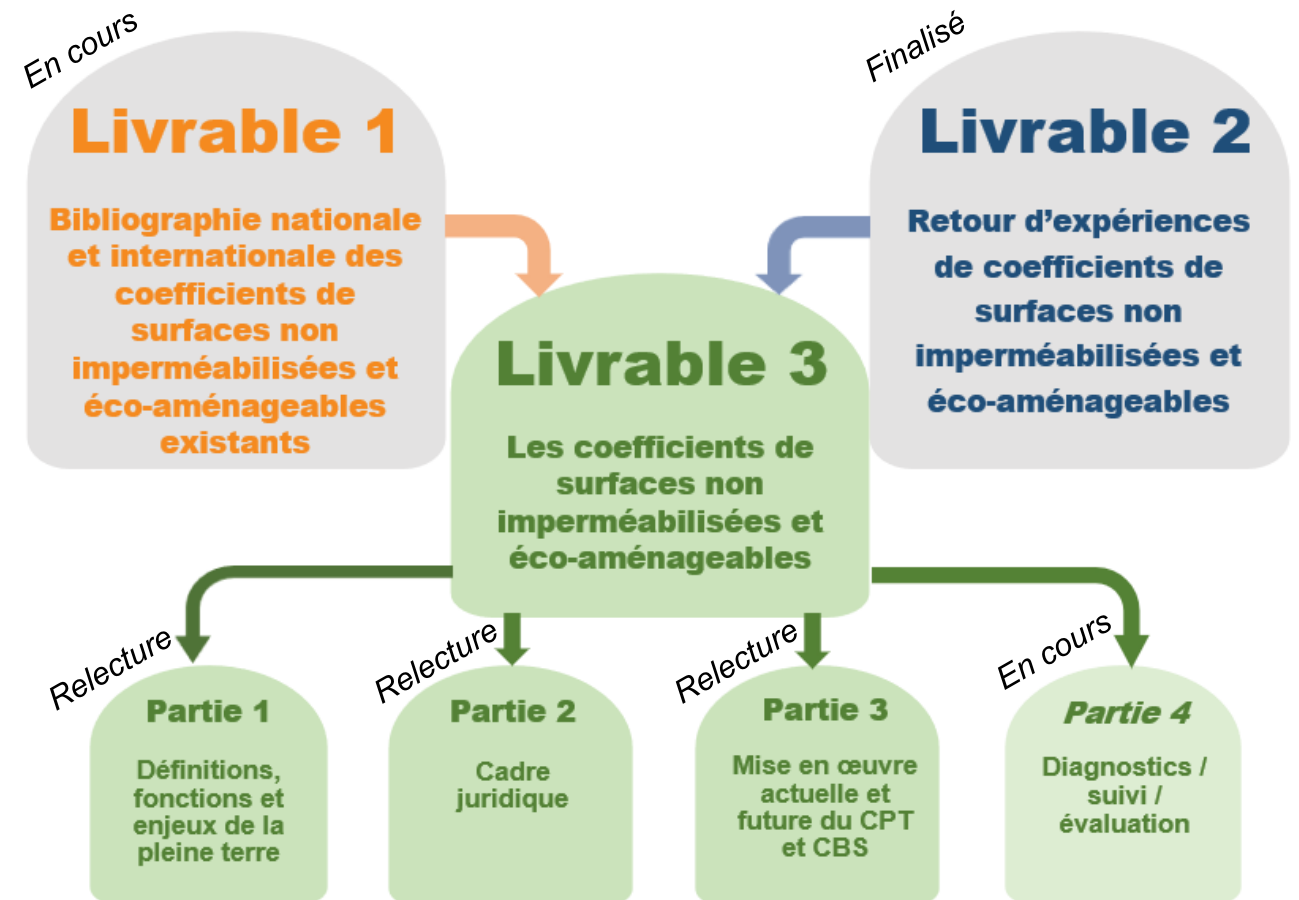 En cours
Livrable 1
Bibliographie nationale
et internationale des
coefficients de
surfaces non
imperméabilisées et
éco-aménageables
existants
Finalisé
Livrable 2
Retour d’expériences
de coefficients de
surfaces non
imperméabilisées et
éco-aménageables
Livrable 3
Les coefficients de
surfaces non
imperméabilisées et
éco-aménageables
Relecture
Partie 1
Définitions,
fonctions et
enjeux de la
pleine terre
Relecture
Partie 2
Cadre
juridique
Relecture
Partie 3
Mise en œuvre
actuelle et
future du CPT
et CBS
En cours
Partie 4
Diagnostics /
suivi /
évaluation